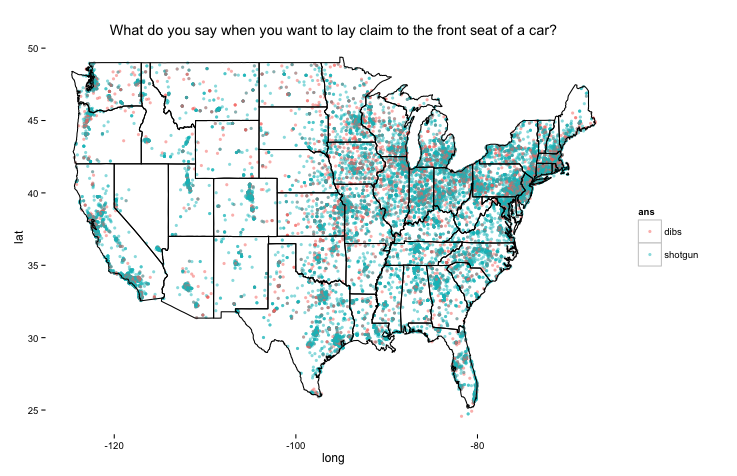 What do you say when you want to lay claim to the front seat of a car?
50
45
40
35
30
25
lat
-120
-100
-80
long
ans
dibs
shotgun